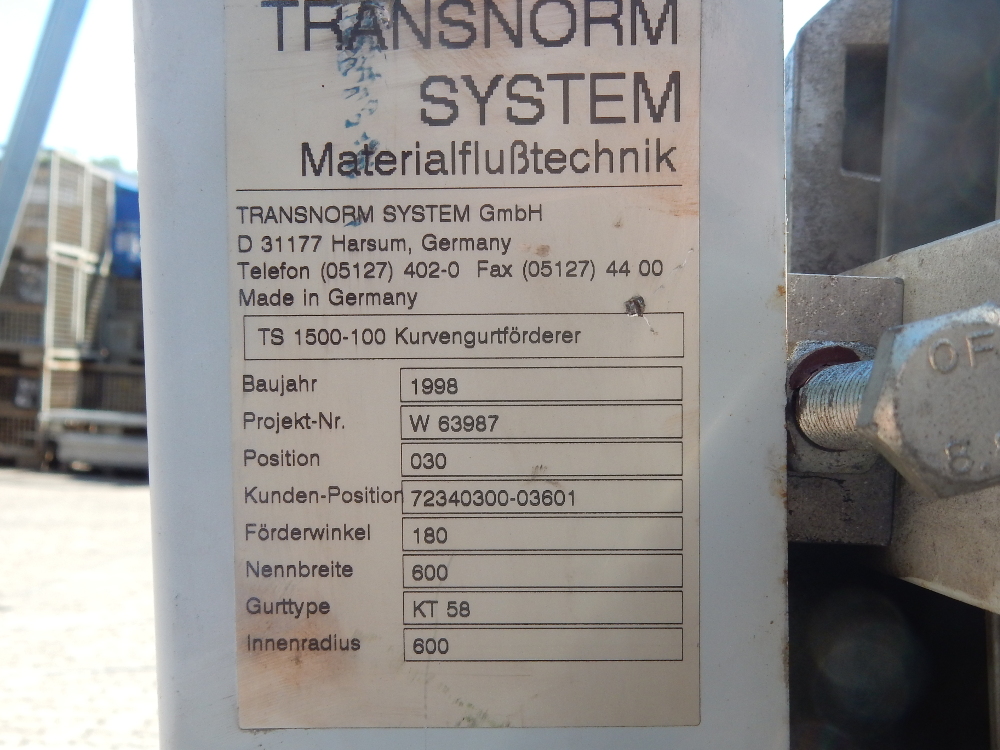 TRANSNORM
SYSTEM
Materialflußtechnik
TRANSNORM SYSTEM GmbH
D 31177 Harsum, Germany
Telefon (05127) 402-0 Fax (05127) 44 00
Made in Germany
TS 1500-100 Kurvengurtförderer
Baujahr 1998
Projekt-Nr. W 63987
Position 030
Kunden-Position 72340300-03601
Förderwinkel 180
Nennbreite 600
Gurttype KT 58
Innenradius 600
OF